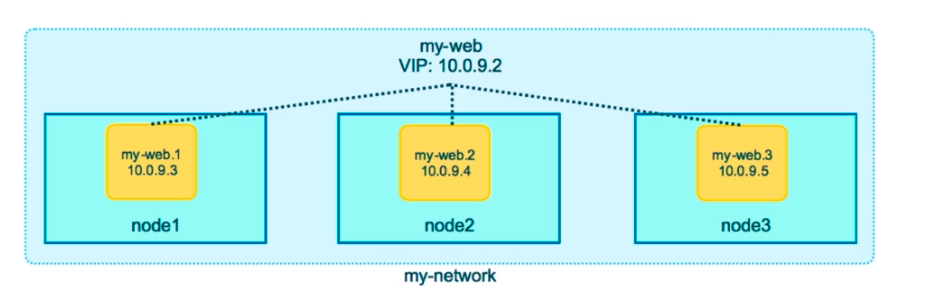 my-web
VIP: 10.0.9.2
my-web.1
10.0.9.3
node1
my-web.2
10.0.9.4
node2
my-web.3
10.0.9.5
node3
my-network